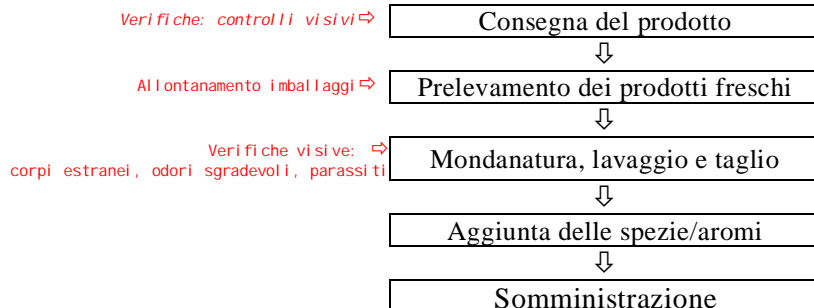 Verifiche: controlli visivi⇨ Consegna del prodotto
⇩
Allontanamento imballaggi⇨ Prelevamento dei prodotti freschi
⇩
Verifiche visive: ⇨
corpi estranei, odori sgradevoli, parassiti
Mondanatura, lavaggio e taglio
⇩
Aggiunta delle spezie/aromi
⇩
Somministrazione